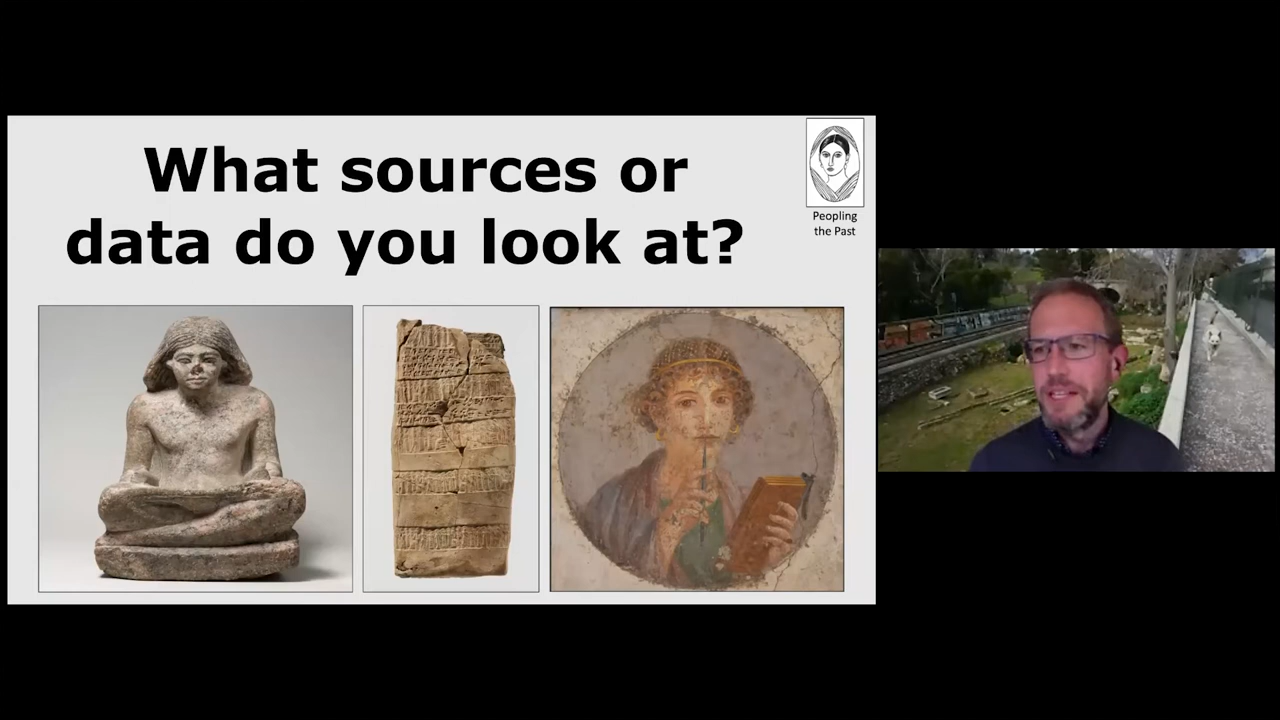 What sources or
data do you look at?
Peopling
the Past